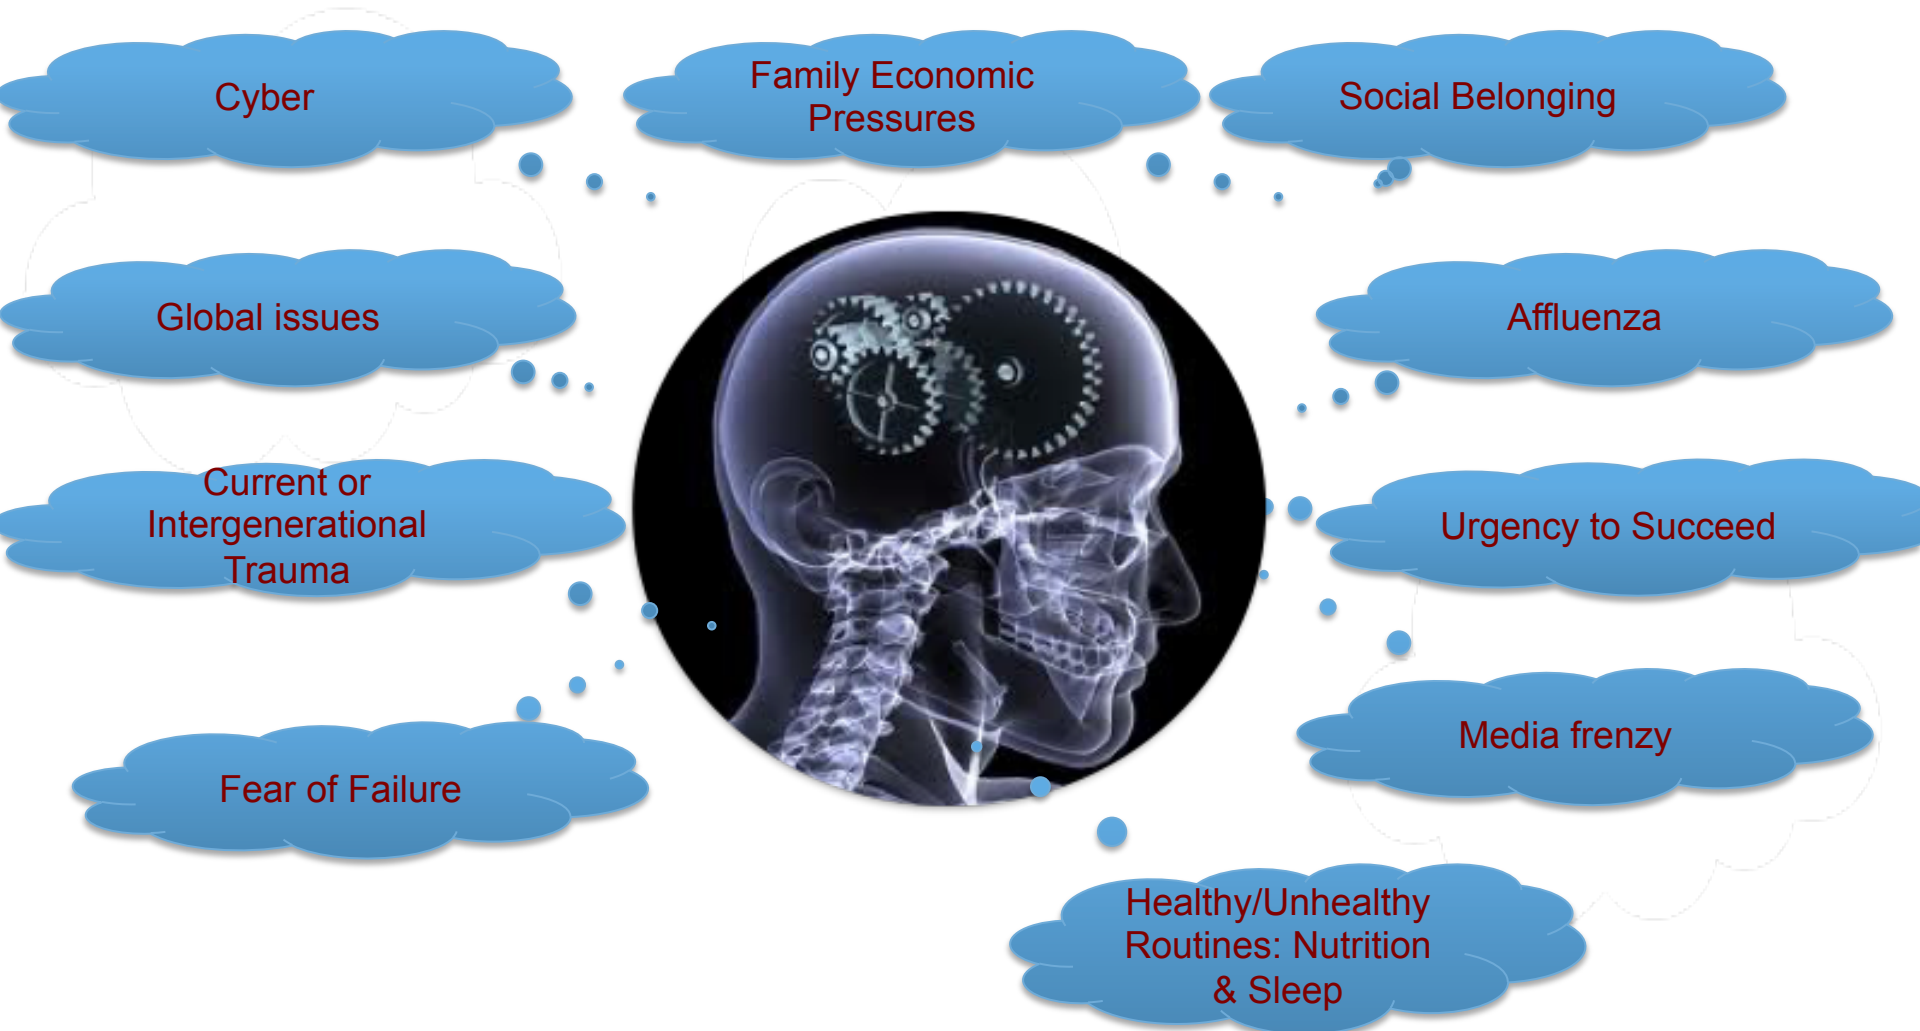 Cyber
Family Economic
Pressures
Social Belonging
Global issues
Affluenza
Current or
Intergenerational
Trauma
Urgency to Succeed
Fear of Failure
Media frenzy
Healthy/Unhealthy
Routines: Nutrition
& Sleep